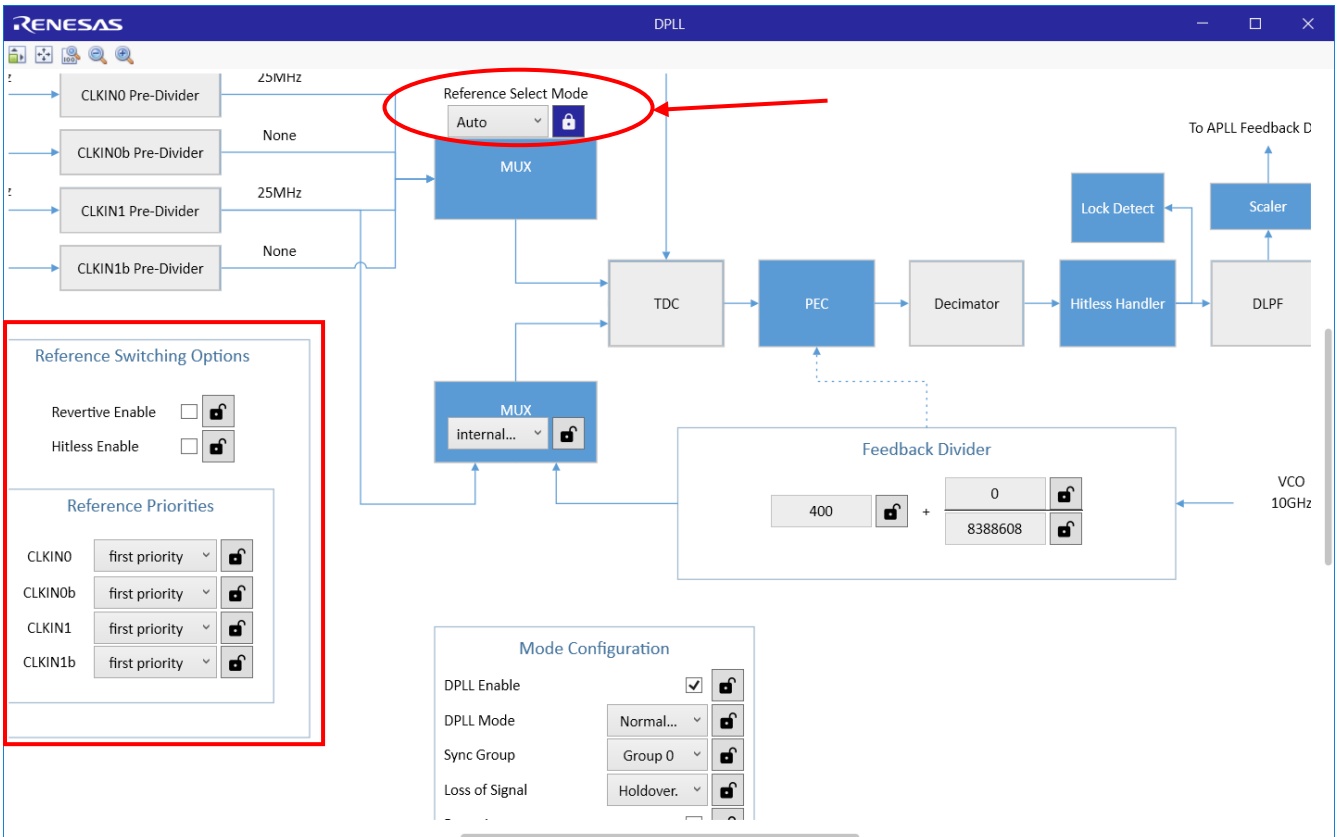 RENESAS
DPLL
25MHz
CLKIN0 Pre-Divider
Reference Select Mode
Auto
To APLL Feedback D
None
CLKIN0b Pre-Divider
MUX
25MHz
CLKIN1 Pre-Divider
Lock Detect
Scaler
None
CLKIN1b Pre-Divider
TDC
PEC
Decimator
Hitless Handler
DLPF
Reference Switching Options
Revertive Enable
Hitless Enable
MUX
internal...
Feedback Divider
400
+
0
8388608
VCO
10GHz
Reference Priorities
CLKIN0 first priority
CLKIN0b first priority
CLKIN1 first priority
CLKIN1b first priority
Mode Configuration
DPLL Enable
DPLL Mode Normal...
Sync Group Group 0
Loss of Signal Holdover.